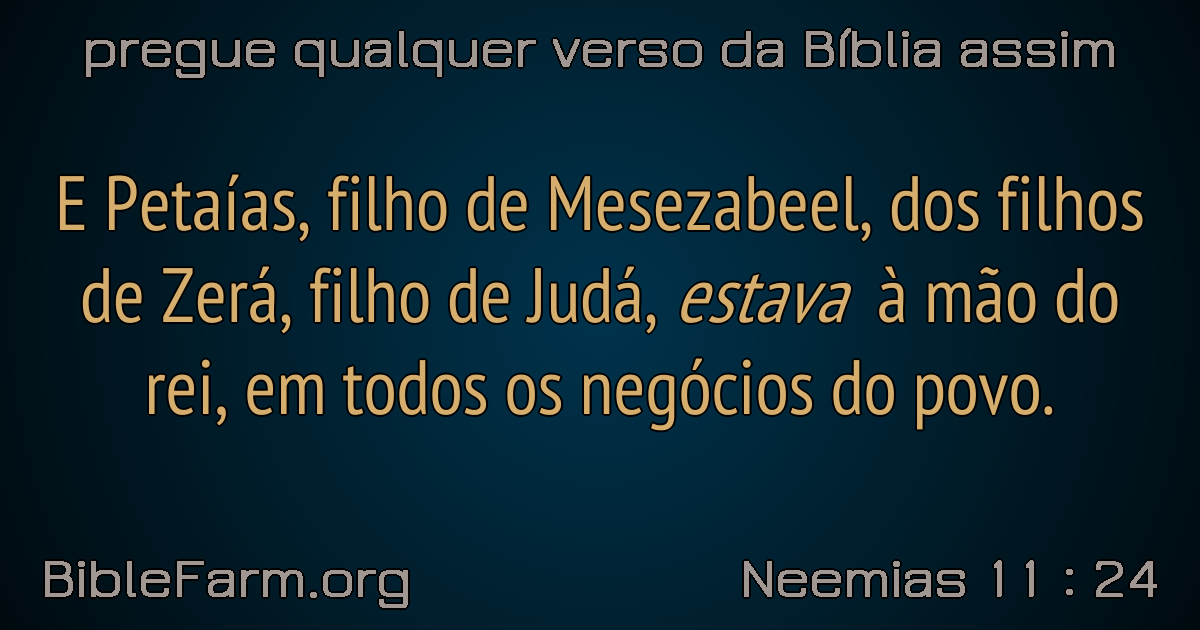 pregue qualquer verso da Bíblia assim
E Petaías, filho de Mesezabeel, dos filhos
de Zerá, filho de Judá, estava à mão do
rei, em todos os negócios do povo.
BibleFarm.org
Neemias 11 : 24